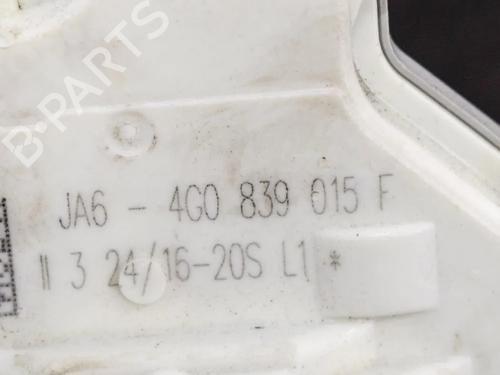 B-PARTS
JA6 - 4G0 839 015 F
|| 3 24/16-20S L1 *